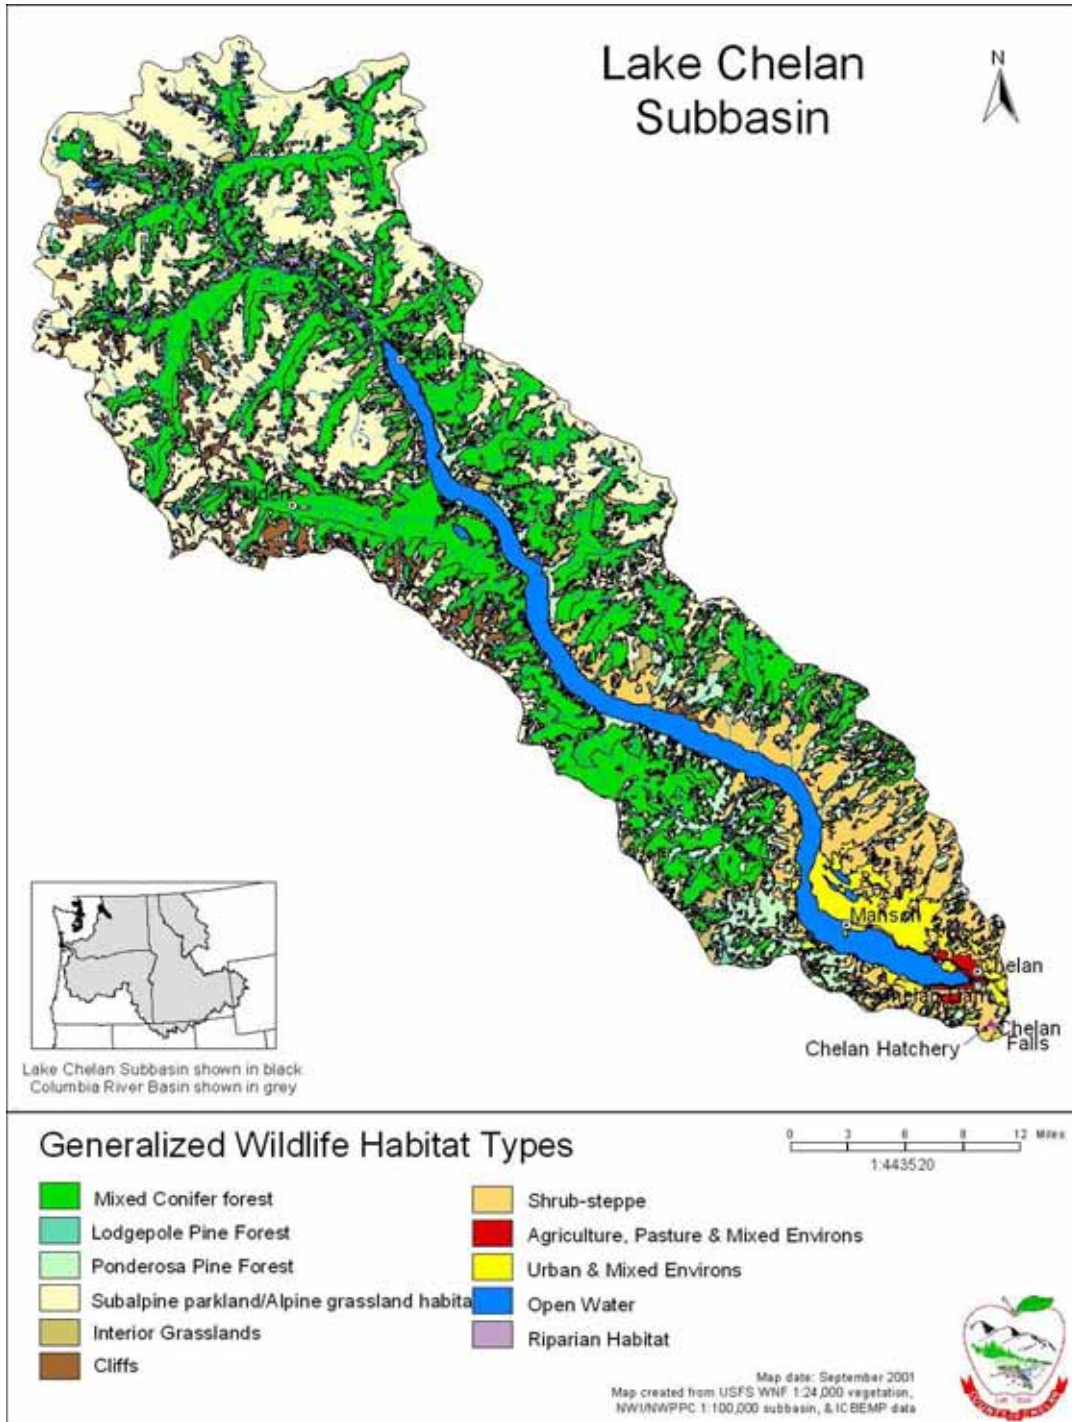 Lake Chelan
Subbasin
N
Manson
Chelan
Chelan
Falls
Chelan Hatchery
Lake Chelan Subbasin shown in black
Columbia River Basin shown in grey
Generalized Wildlife Habitat Types
0 3 6 9 12 Miles
1:443520
Mixed Conifer forest
Lodgepole Pine Forest
Ponderosa Pine Forest
Subalpine parkland/Alpine grassland habita
Interior Grasslands
Cliffs
Shrub-steppe
Agriculture, Pasture & Mixed Environs
Urban & Mixed Environs
Open Water
Riparian Habitat
Map date: September 2001
Map created from USFS WNF 1:24,000 vegetation,
NWI/NWPPC 1:100,000 subbasin, & ICBEMP data